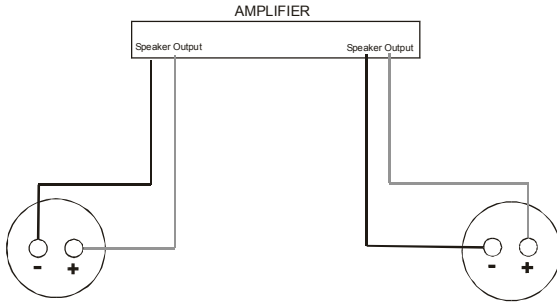 AMPLIFIER
Speaker Output Speaker Output
- + - +